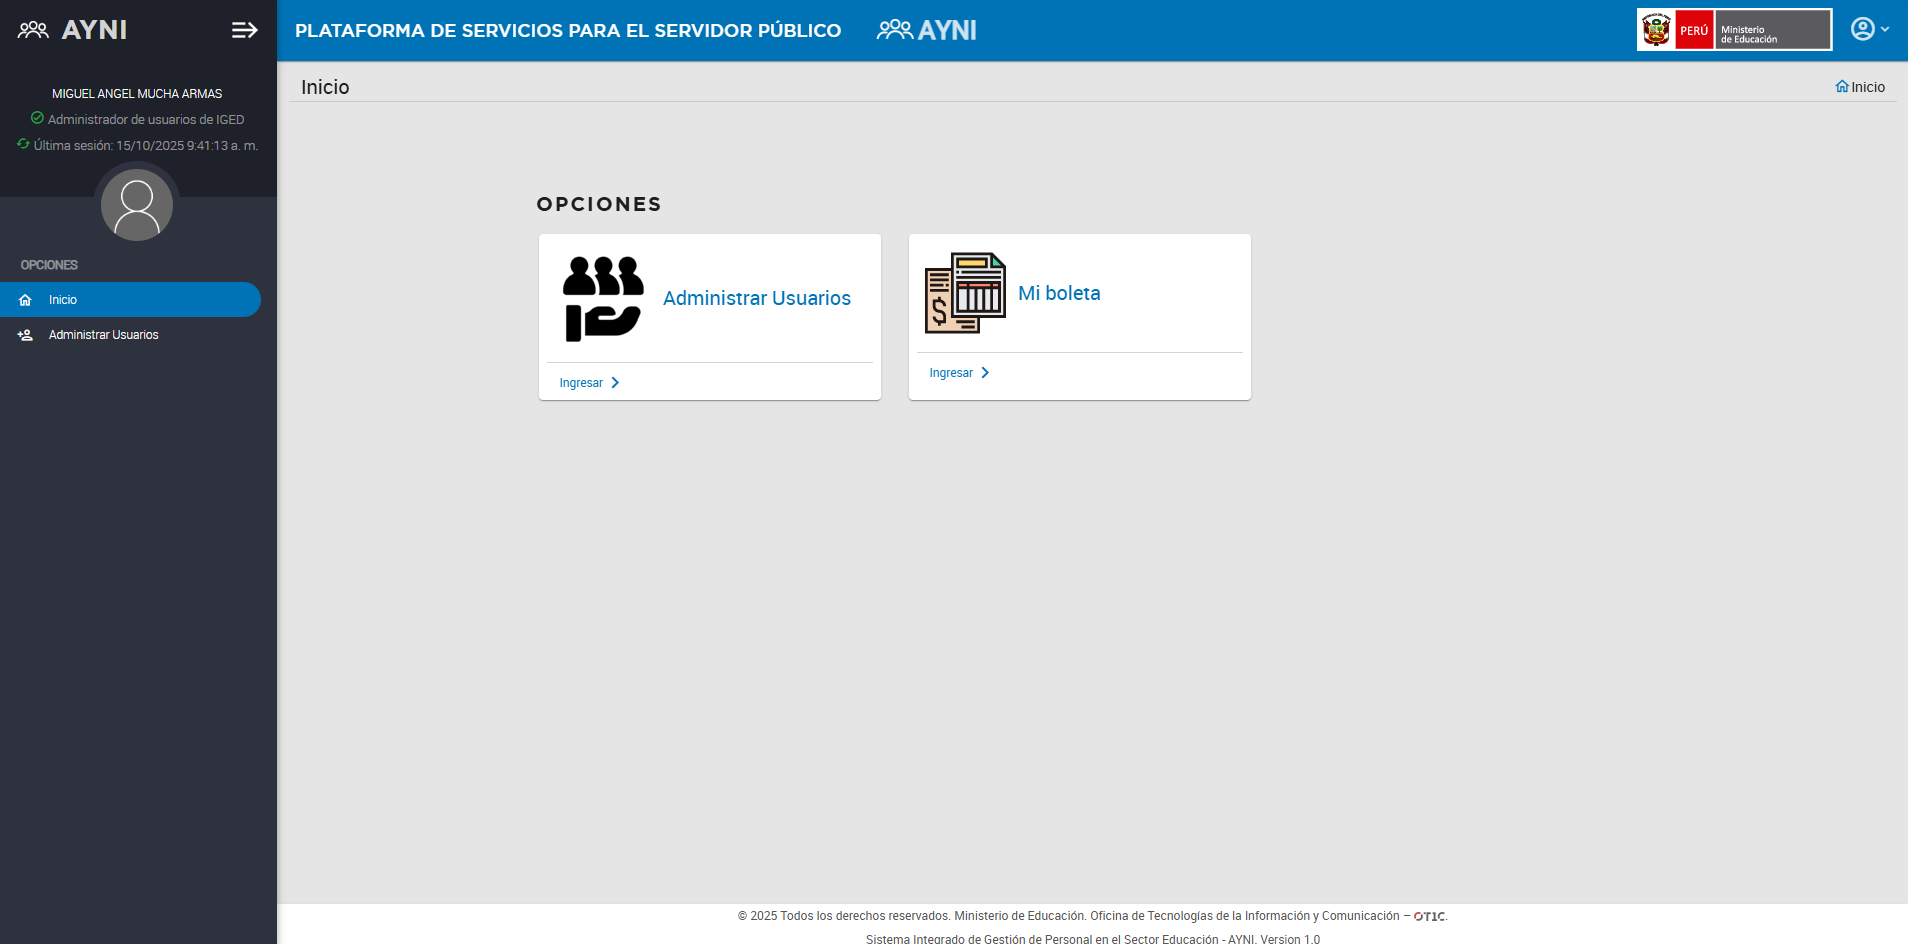 AYNI
PLATAFORMA DE SERVICIOS PARA EL SERVIDOR PÚBLICO
AYNI
PERÚ
Ministerio
de Educación
MIGUEL ANGEL MUCHA ARMAS
Administrador de usuarios de IGED
Última sesión: 15/10/2025 9:41:13 a. m.
OPCIONES
Inicio
Administrar Usuarios
Inicio
Inicio
OPCIONES
Administrar Usuarios
Ingresar
Mi boleta
Ingresar
© 2025 Todos los derechos reservados. Ministerio de Educación. Oficina de Tecnologías de la Información y Comunicación – OTIC.
Sistema Integrado de Gestión de Personal en el Sector Educación - AYNI. Version 1.0